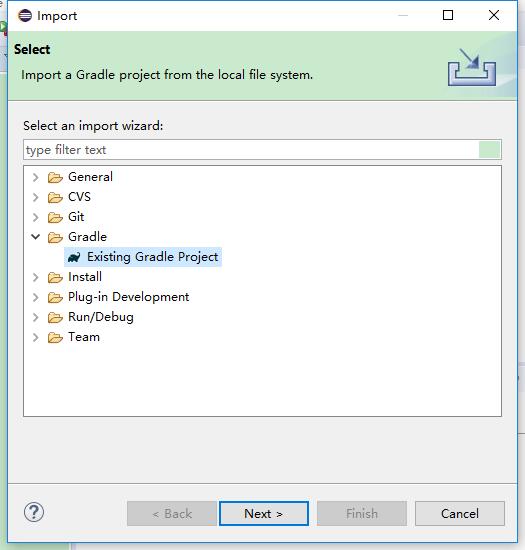 Import
Select
Import a Gradle project from the local file system.
Select an import wizard:
type filter text
General
CVS
Git
Gradle
Existing Gradle Project
Install
Plug-in Development
Run/Debug
Team
?
< Back
Next >
Finish
Cancel